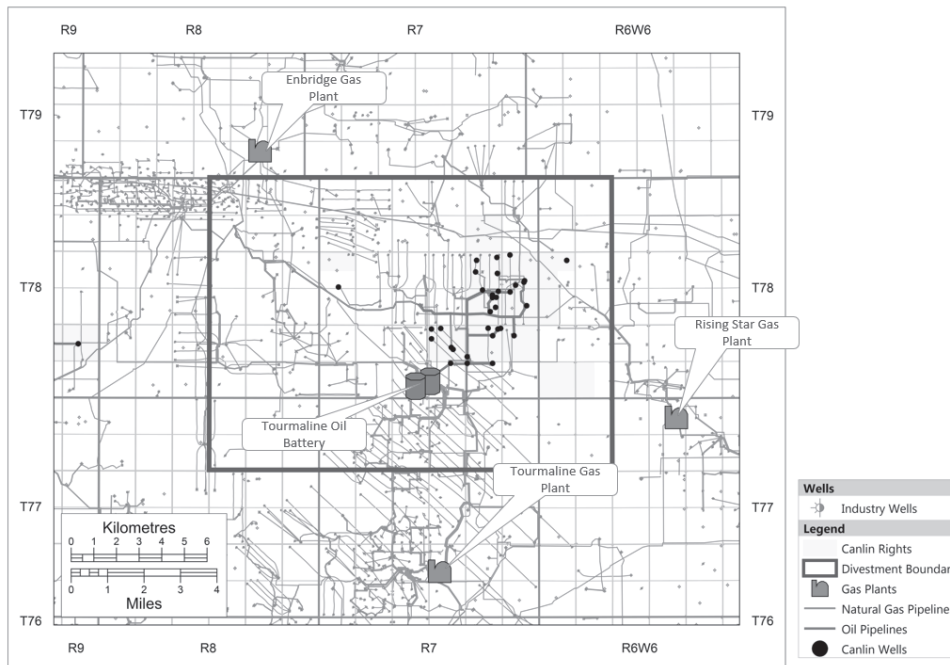 R9 R8 R7 R6W6
Enbridge Gas
Plant
T79 T79
T78 T78
Rising Star Gas
Plant
Tourmaline Oil
Battery
Tourmaline Gas
Plant
T77 T77
Kilometres
0 1 2 3 4 5 6
0 1 2 3 4
Miles
T76 T76
R9 R8 R7 R6W6
Wells
Industry Wells
Legend
Canlin Rights
Divestment Boundar
Gas Plants
Natural Gas Pipeline
Oil Pipelines
Canlin Wells